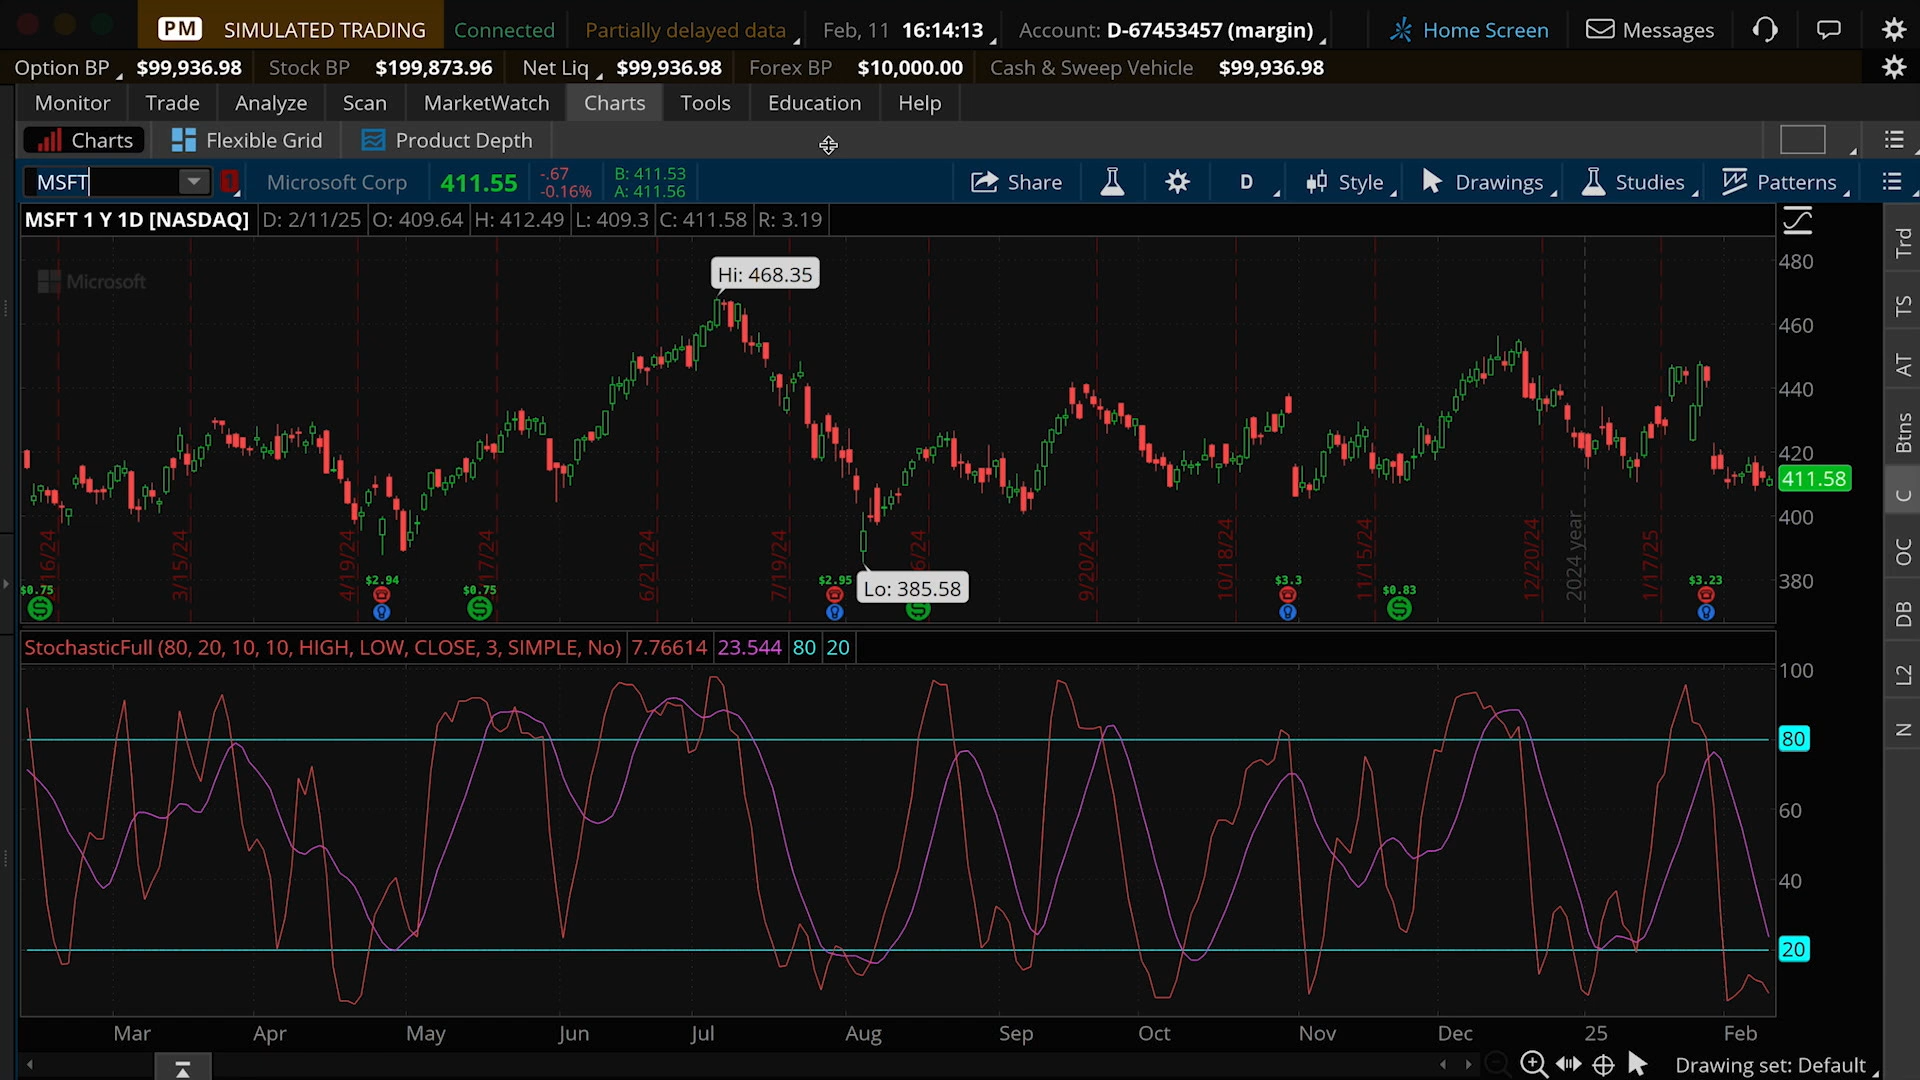 PM SIMULATED TRADING Connected Partially delayed data Feb, 11 16:14:13 Account: D-67453457 (margin) Home Screen Messages
Option BP $99,936.98 Stock BP $199,873.96 Net Liq $99,936.98 Forex BP $10,000.00 Cash & Sweep Vehicle $99,936.98
Monitor Trade Analyze Scan MarketWatch Charts Tools Education Help
Charts Flexible Grid Product Depth
MSFT 1 Microsoft Corp 411.55 -.67 B: 411.53 Share D Style Drawings Studies Patterns
-0.16% A: 411.56
MSFT 1 Y 1D [NASDAQ] D: 2/11/25 O: 409.64 H: 412.49 L: 409.3 C: 411.58 R: 3.19
Microsoft
Hi: 468.35
480
460
440
420
411.58
400
380
16/24 3/15/24 4/19/24 17/24 6/21/24 7/19/24 6/24 9/20/24 10/18/24 11/15/24 12/20/24 2024 year 1/17/25
$0.75 $2.94 $0.75 $2.95 Lo: 385.58 $3.3 $0.83 $3.23
StochasticFull (80, 20, 10, 10, HIGH, LOW, CLOSE, 3, SIMPLE, No) 7.76614 23.544 80 20
100
80
60
40
20
Mar Apr May Jun Jul Aug Sep Oct Nov Dec 25 Feb
Drawing set: Default
Trd
TS
AT
Btns
C
OC
DB
L2
N